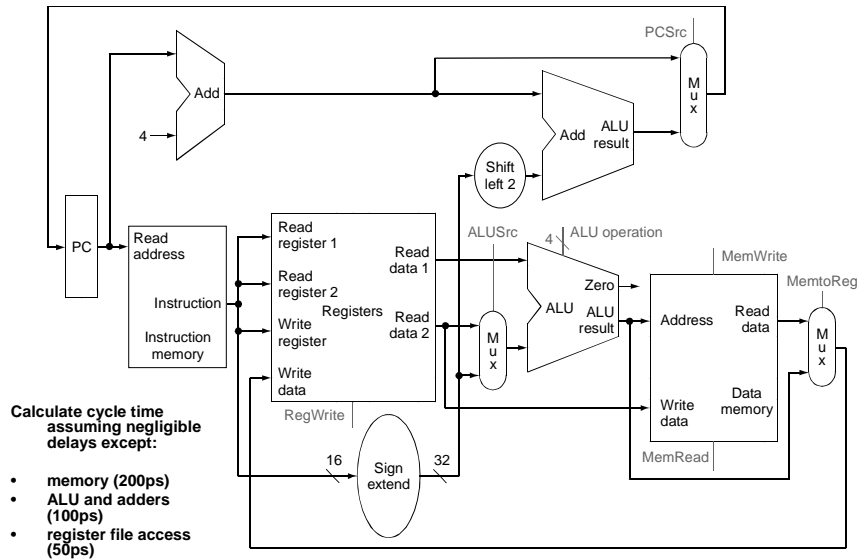 PCSrc
Add
4
M
u
x
Add
ALU
result
Shift
left 2
PC
Read
address
Instruction
Instruction
memory
Read
register 1
Read
register 2
Write
register
Write
data
Registers
Read
data 1
Read
data 2
RegWrite
ALUSrc
M
u
x
4
ALU operation
Zero
ALU
ALU
result
MemWrite
Address
Read
data
Write
data
Data
memory
MemRead
MemtoReg
M
u
x
16
Sign
extend
32
Calculate cycle time
assuming negligible
delays except:
• memory (200ps)
• ALU and adders
(100ps)
• register file access
(50ps)